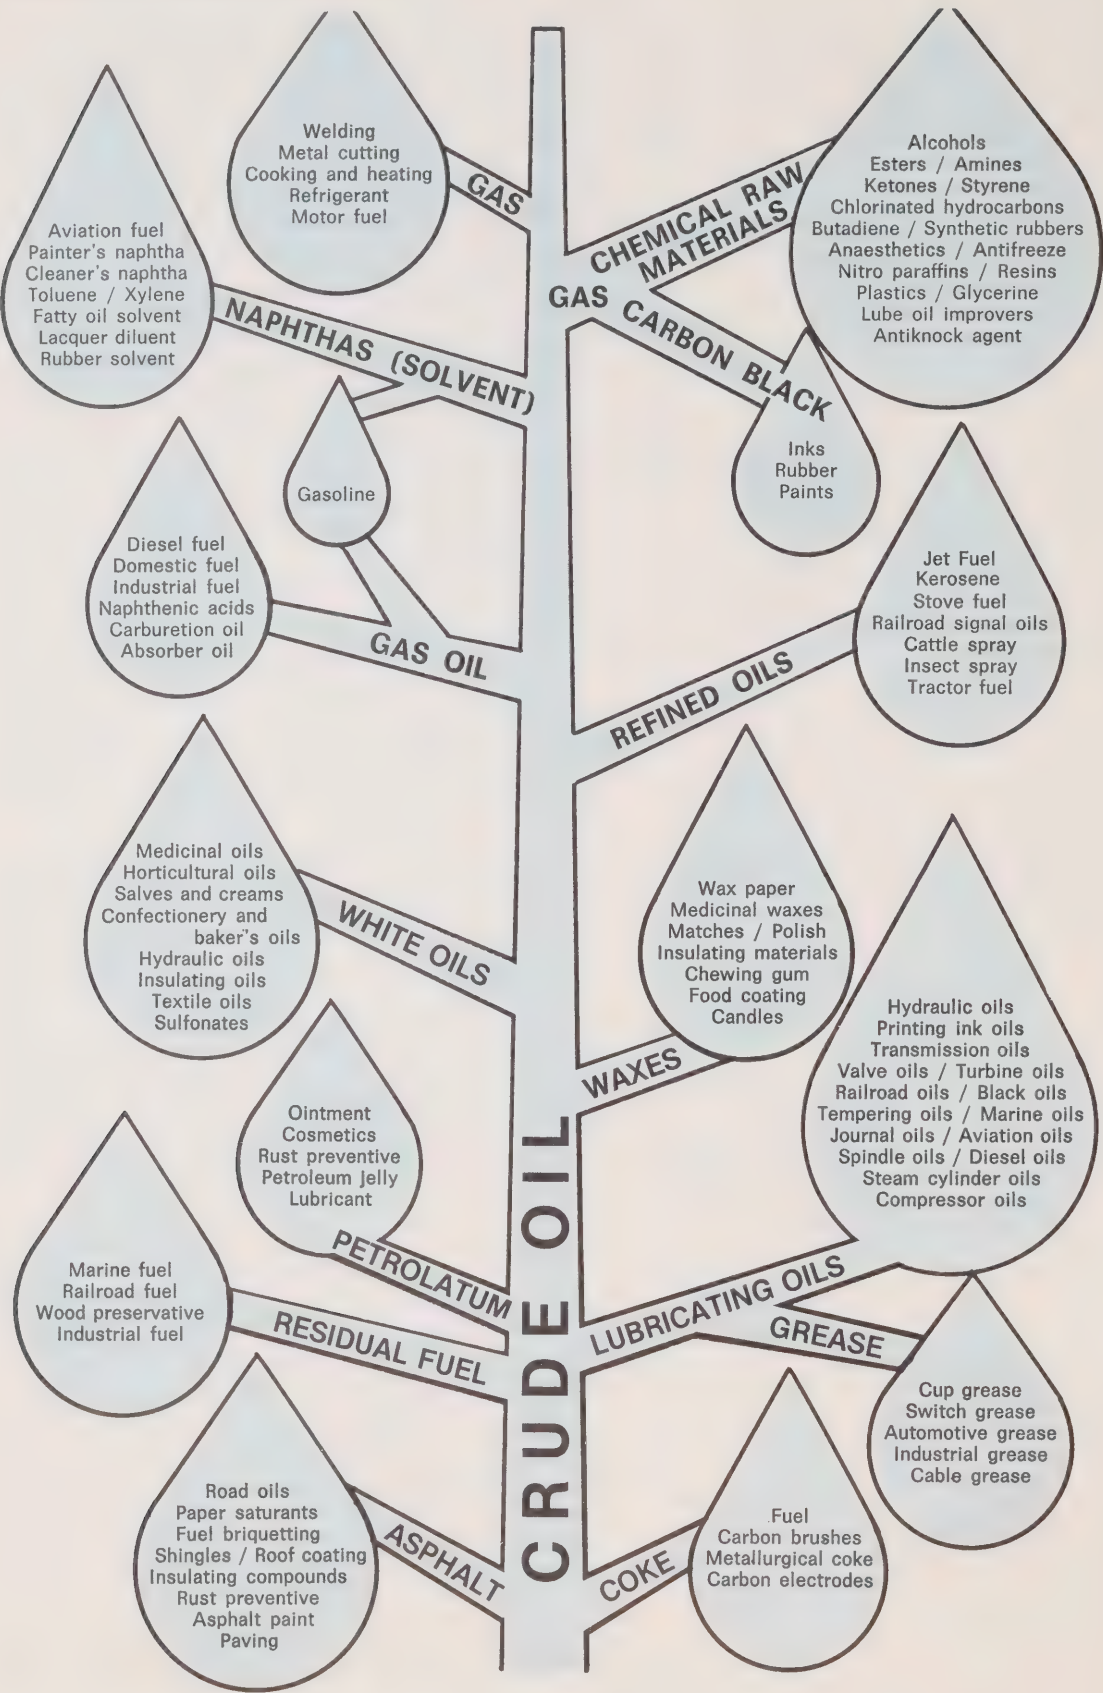 Welding
Metal cutting
Cooking and heating
Refrigerant
Motor fuel
GAS
Alcohols
Esters / Amines
Ketones / Styrene
Chlorinated hydrocarbons
Butadiene / Synthetic rubbers
Anaesthetics / Antifreeze
Nitro paraffins / Resins
Plastics / Glycerine
Lube oil improvers
Antiknock agent
CHEMICAL RAW
MATERIALS
GAS
CARBON BLACK
Inks
Rubber
Paints
Aviation fuel
Painter's naphtha
Cleaner's naphtha
Toluene / Xylene
Fatty oil solvent
Lacquer diluent
Rubber solvent
NAPHTHAS (SOLVENT)
Gasoline
Diesel fuel
Domestic fuel
Industrial fuel
Naphthenic acids
Carburetion oil
Absorber oil
GAS OIL
Jet Fuel
Kerosene
Stove fuel
Railroad signal oils
Cattle spray
Insect spray
Tractor fuel
REFINED OILS
Medicinal oils
Horticultural oils
Salves and creams
Confectionery and
baker's oils
Hydraulic oils
Insulating oils
Textile oils
Sulfonates
WHITE OILS
Wax paper
Medicinal waxes
Matches / Polish
Insulating materials
Chewing gum
Food coating
Candles
WAXES
Ointment
Cosmetics
Rust preventive
Petroleum Jelly
Lubricant
PETROLATUM
Hydraulic oils
Printing ink oils
Transmission oils
Valve oils / Turbine oils
Railroad oils / Black oils
Tempering oils / Marine oils
Journal oils / Aviation oils
Spindle oils / Diesel oils
Steam cylinder oils
Compressor oils
LUBRICATING OILS
GREASE
Cup grease
Switch grease
Automotive grease
Industrial grease
Cable grease
Marine fuel
Railroad fuel
Wood preservative
Industrial fuel
RESIDUAL FUEL
Road oils
Paper saturants
Fuel briquetting
Shingles / Roof coating
Insulating compounds
Rust preventive
Asphalt paint
Paving
ASPHALT
Fuel
Carbon brushes
Metallurgical coke
Carbon electrodes
COKE
CRUDE OIL